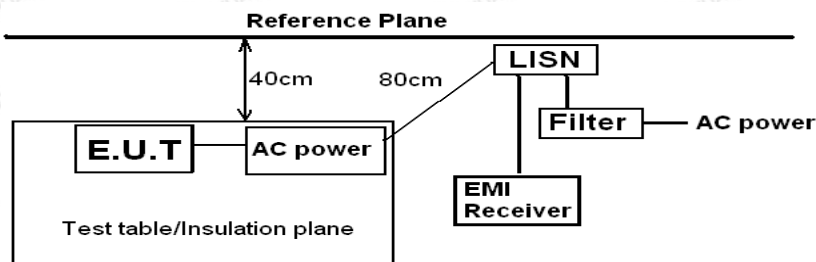 Reference Plane
LISN
40cm
80cm
Filter
AC power
E.U.T
AC power
EMI
Receiver
Test table/Insulation plane